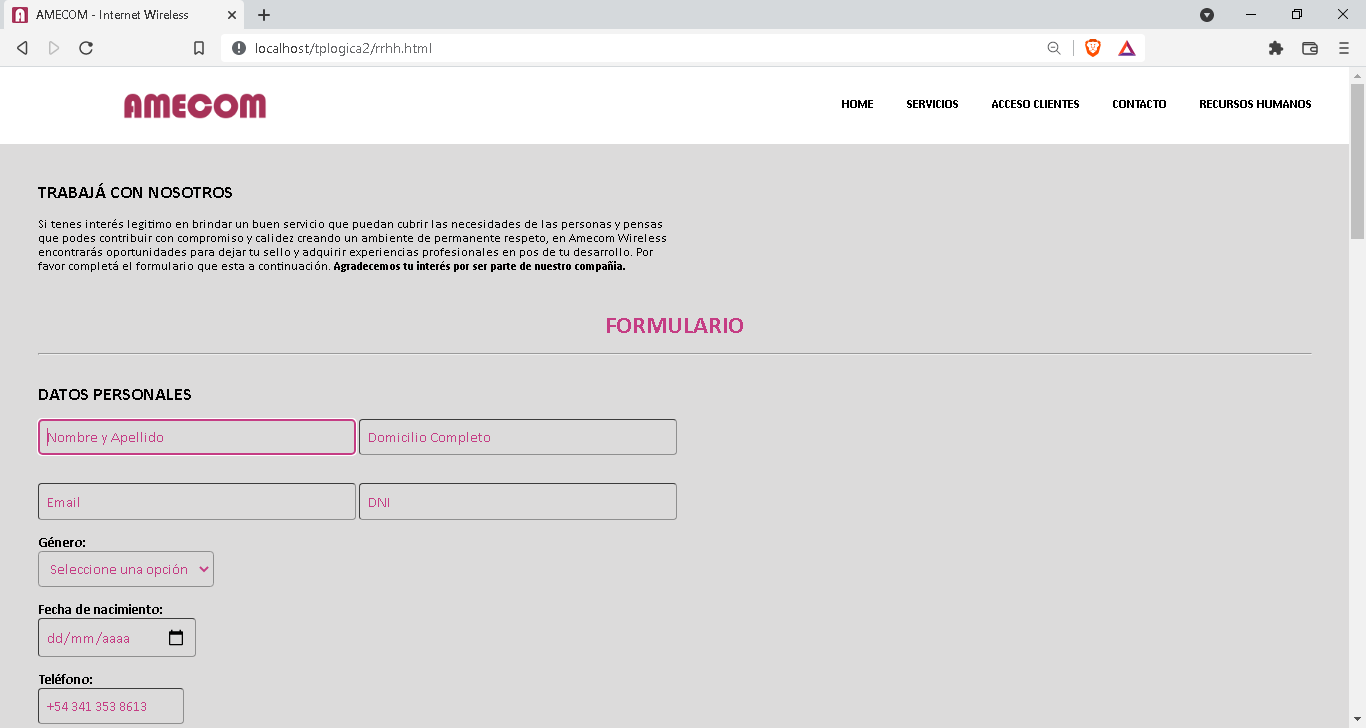 AMECOM - Internet Wireless
localhost/tplogica2/rrhh.html
AMECOM
HOME SERVICIOS ACCESO CLIENTES CONTACTO RECURSOS HUMANOS
TRABAJÁ CON NOSOTROS
Si tenes interés legitimo en brindar un buen servicio que puedan cubrir las necesidades de las personas y pensas
que podes contribuir con compromiso y calidez creando un ambiente de permanente respeto, en Amecom Wireless
encontrarás oportunidades para dejar tu sello y adquirir experiencias profesionales en pos de tu desarrollo. Por
favor completá el formulario que esta a continuación. Agradecemos tu interés por ser parte de nuestro compañia.
FORMULARIO
DATOS PERSONALES
Nombre y Apellido Domicilio Completo
Email DNI
Género:
Seleccione una opción
Fecha de nacimiento:
dd/mm/aaaa
Teléfono:
+54 341 353 8613